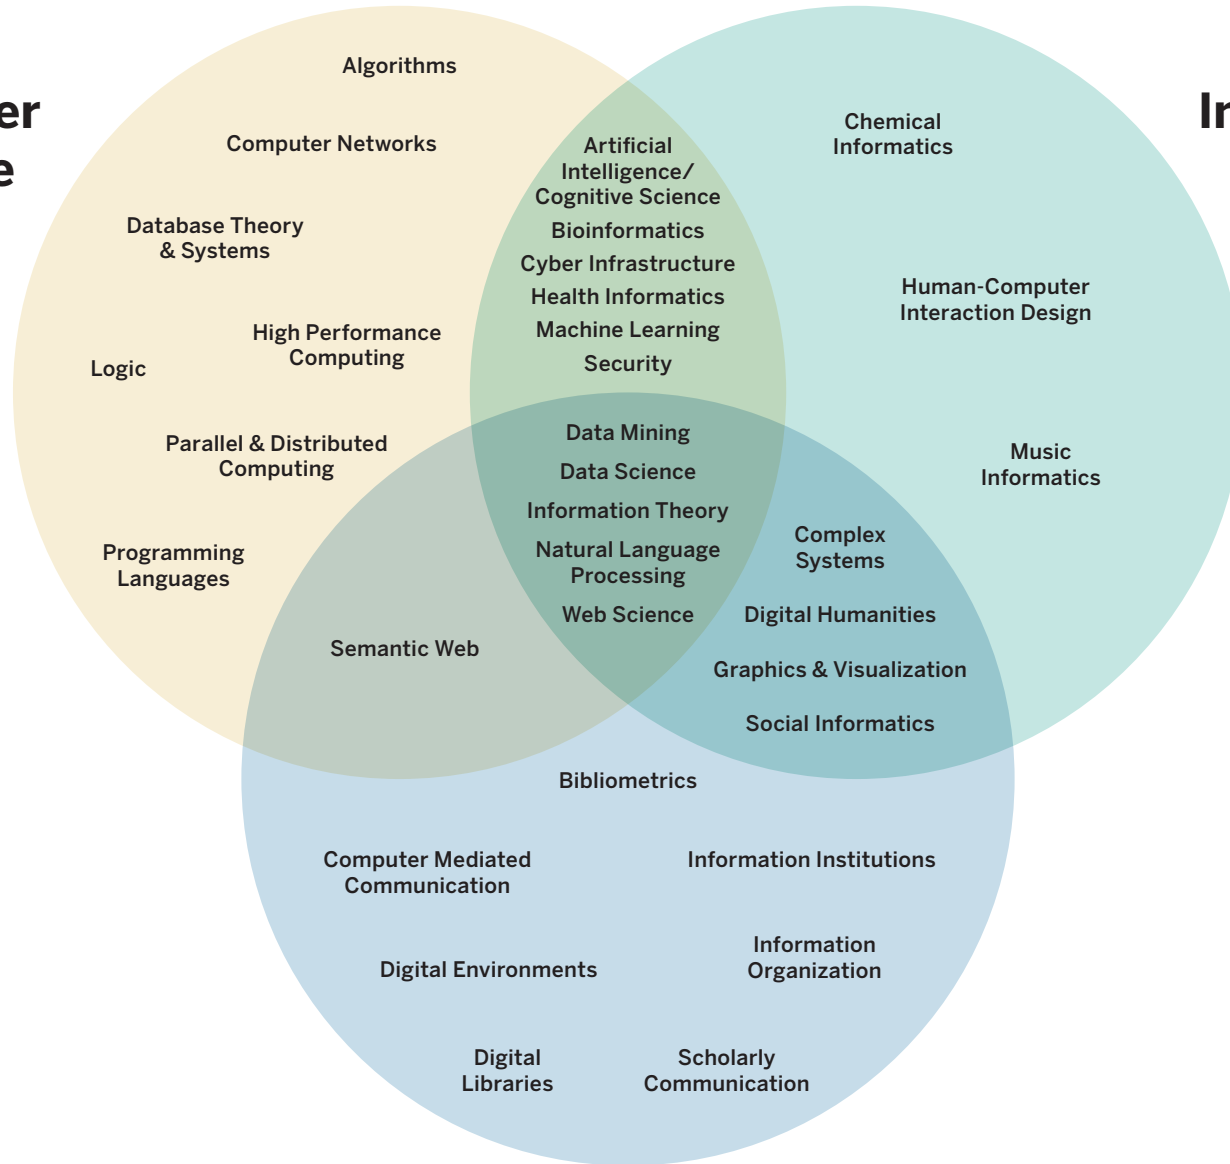 er
e
In
Algorithms
Computer Networks
Database Theory
& Systems
High Performance
Computing
Logic
Parallel & Distributed
Computing
Programming
Languages
Artificial
Intelligence/
Cognitive Science
Bioinformatics
Cyber Infrastructure
Health Informatics
Machine Learning
Security
Chemical
Informatics
Human-Computer
Interaction Design
Music
Informatics
Data Mining
Data Science
Information Theory
Natural Language
Processing
Web Science
Semantic Web
Complex
Systems
Digital Humanities
Graphics & Visualization
Social Informatics
Bibliometrics
Computer Mediated
Communication
Information Institutions
Digital Environments
Information
Organization
Digital
Libraries
Scholarly
Communication